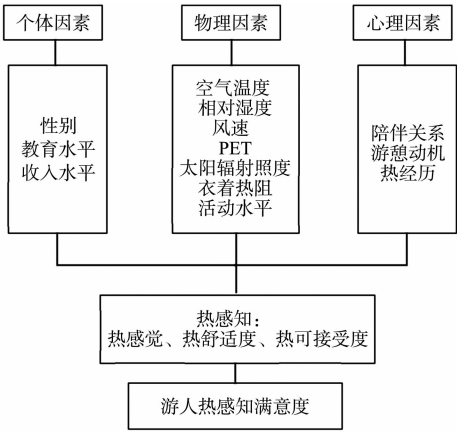 个体因素
物理因素
心理因素
性别
教育水平
收入水平
空气温度
相对湿度
风速
PET
太阳辐射照度
衣着热阻
活动水平
陪伴关系
游憩动机
热经历
热感知：
热感觉、热舒适度、热可接受度
游人热感知满意度